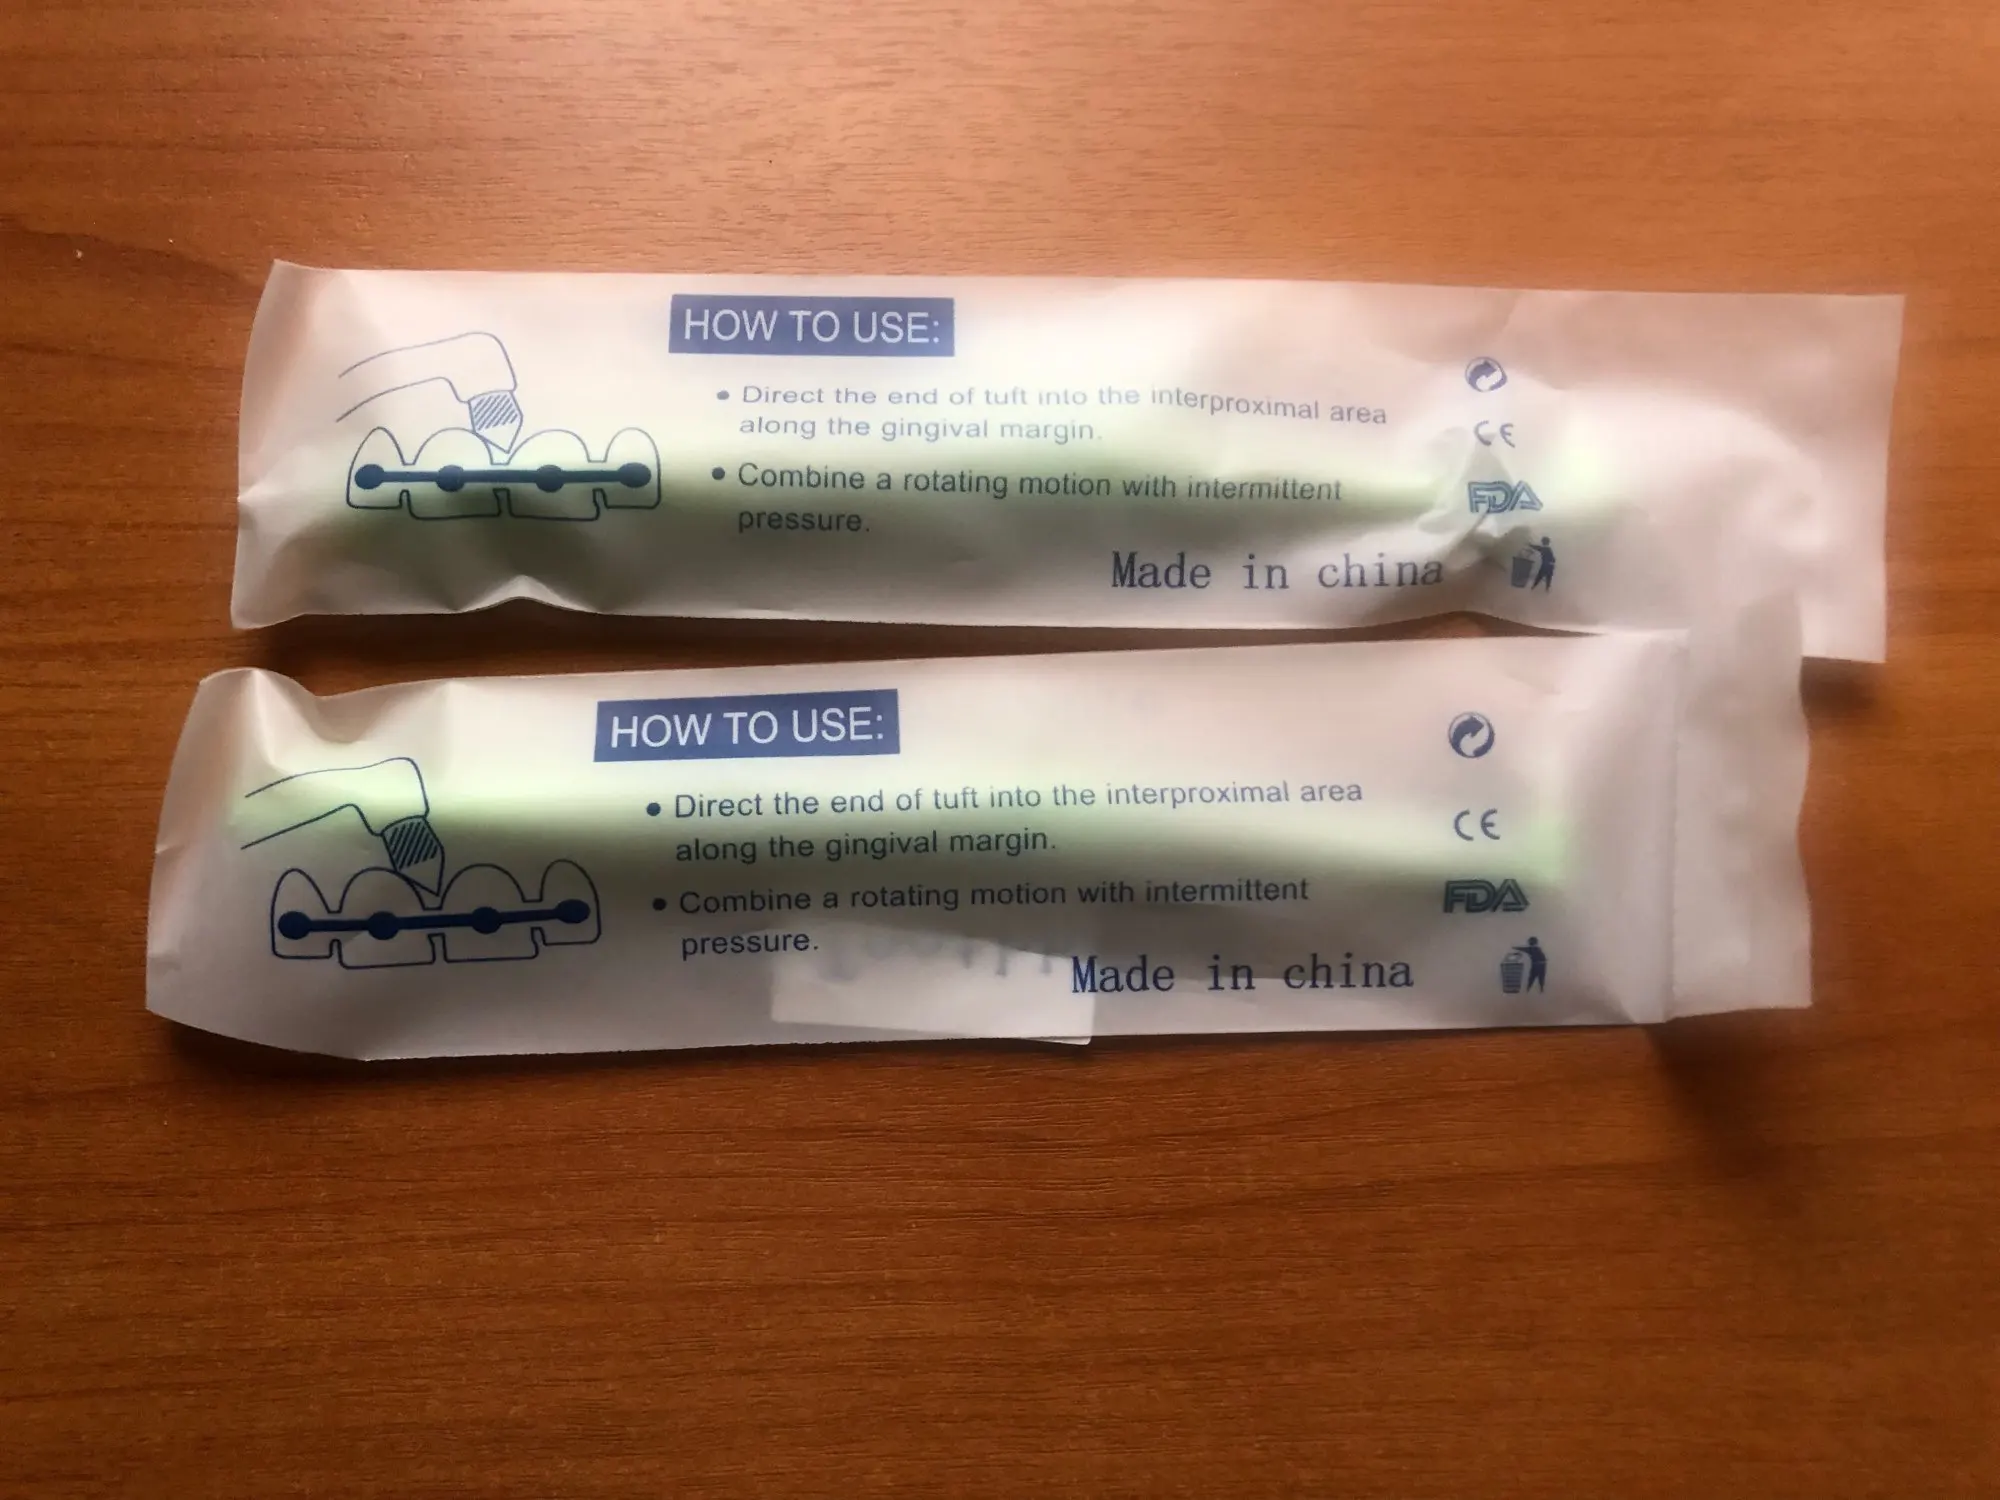 HOW TO USE:
• Direct the end of tuft into the interproximal area
along the gingival margin.
• Combine a rotating motion with intermittent
pressure.
Made in china
CE
FDA
HOW TO USE:
• Direct the end of tuft into the interproximal area
along the gingival margin.
• Combine a rotating motion with intermittent
pressure.
Made in china
CE
FDA